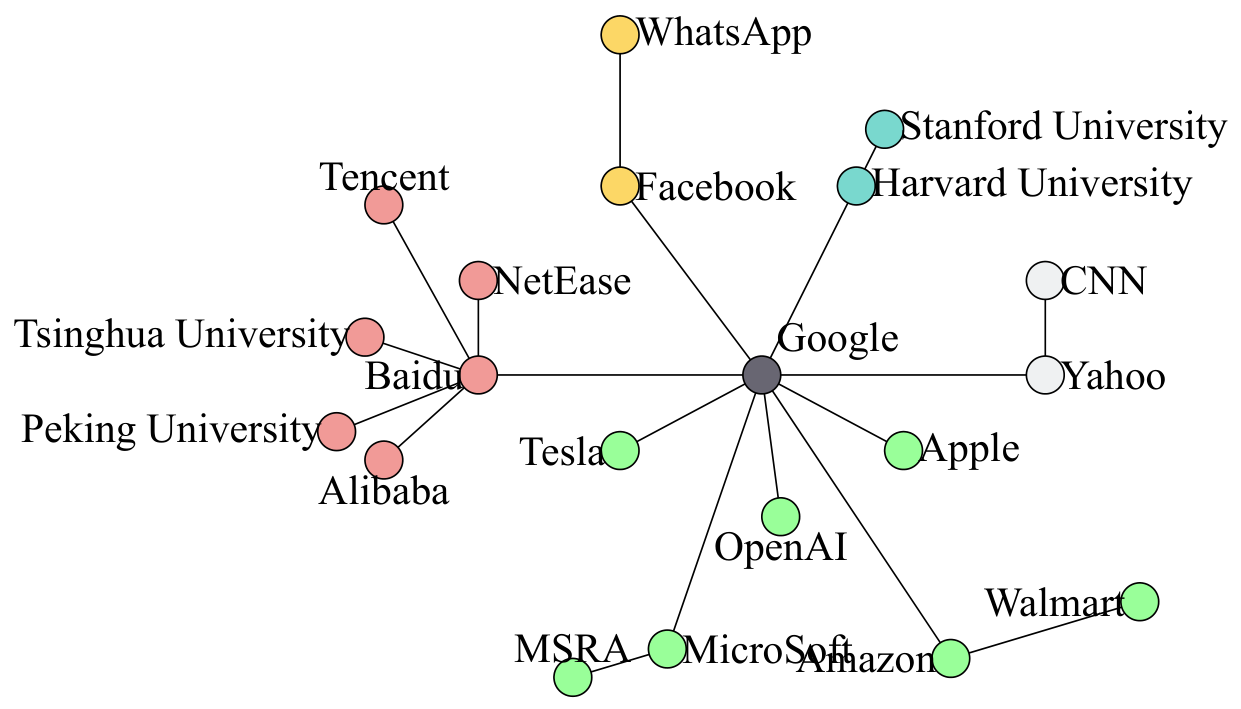 WhatsApp
Stanford University
Tencent
Facebook
Harvard University
NetEase
CNN
Tsinghua University
Google
Baidu
Yahoo
Peking University
Tesla
Apple
Alibaba
OpenAI
Walmart
MSRA
MicroSoft
Amazon